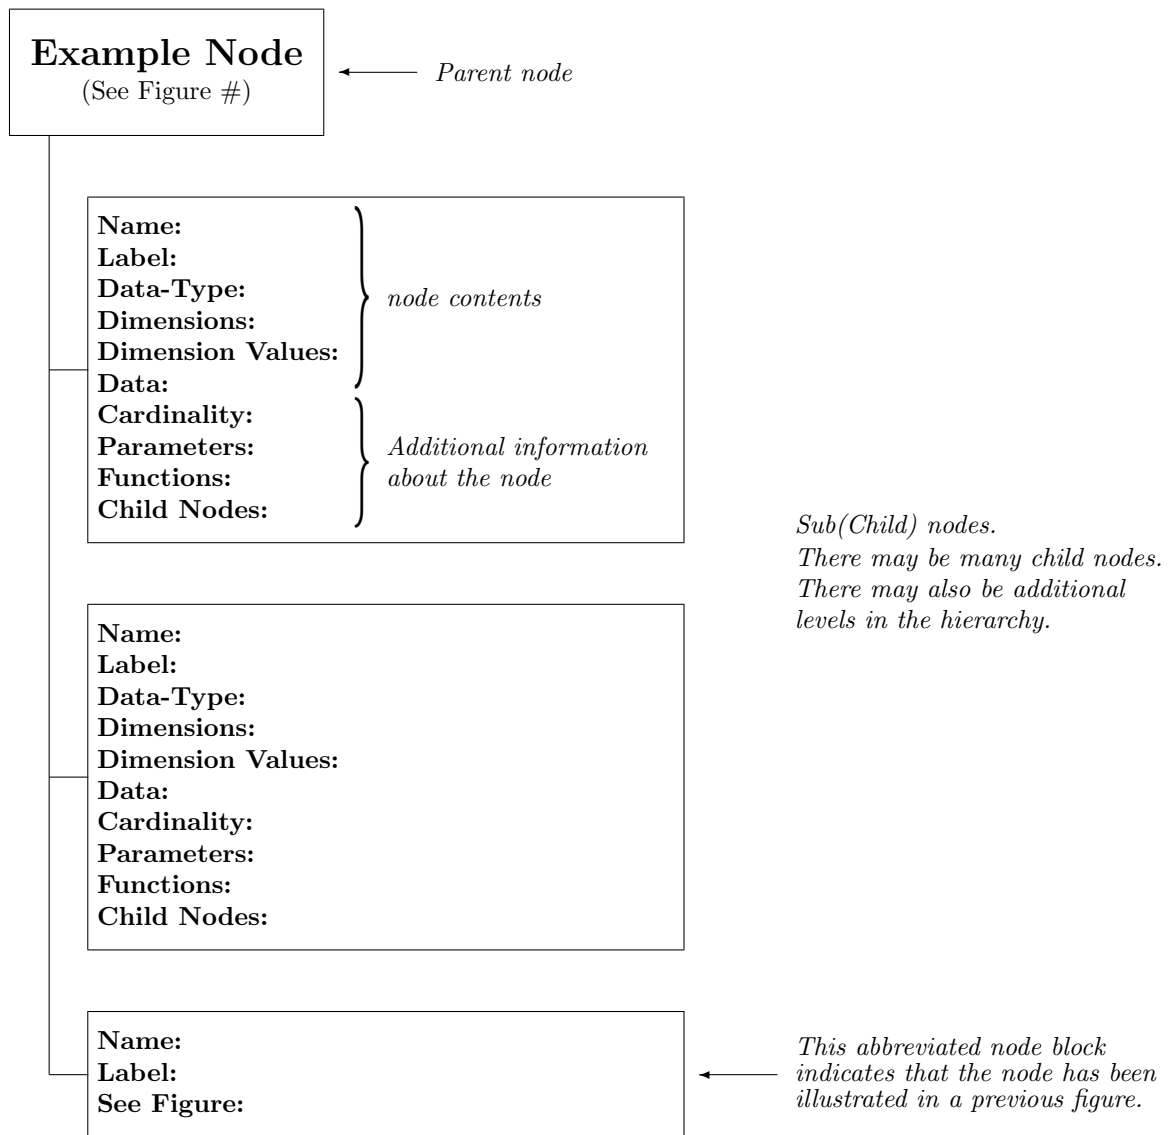 Example Node
(See Figure #)
Parent node
Name:
Label:
Data-Type:
Dimensions:
Dimension Values:
Data:
node contents
Cardinality:
Parameters:
Functions:
Child Nodes:
Additional information
about the node
Sub(Child) nodes.
There may be many child nodes.
There may also be additional
levels in the hierarchy.
Name:
Label:
Data-Type:
Dimensions:
Dimension Values:
Data:
Cardinality:
Parameters:
Functions:
Child Nodes:
Name:
Label:
See Figure:
This abbreviated node block
indicates that the node has been
illustrated in a previous figure.